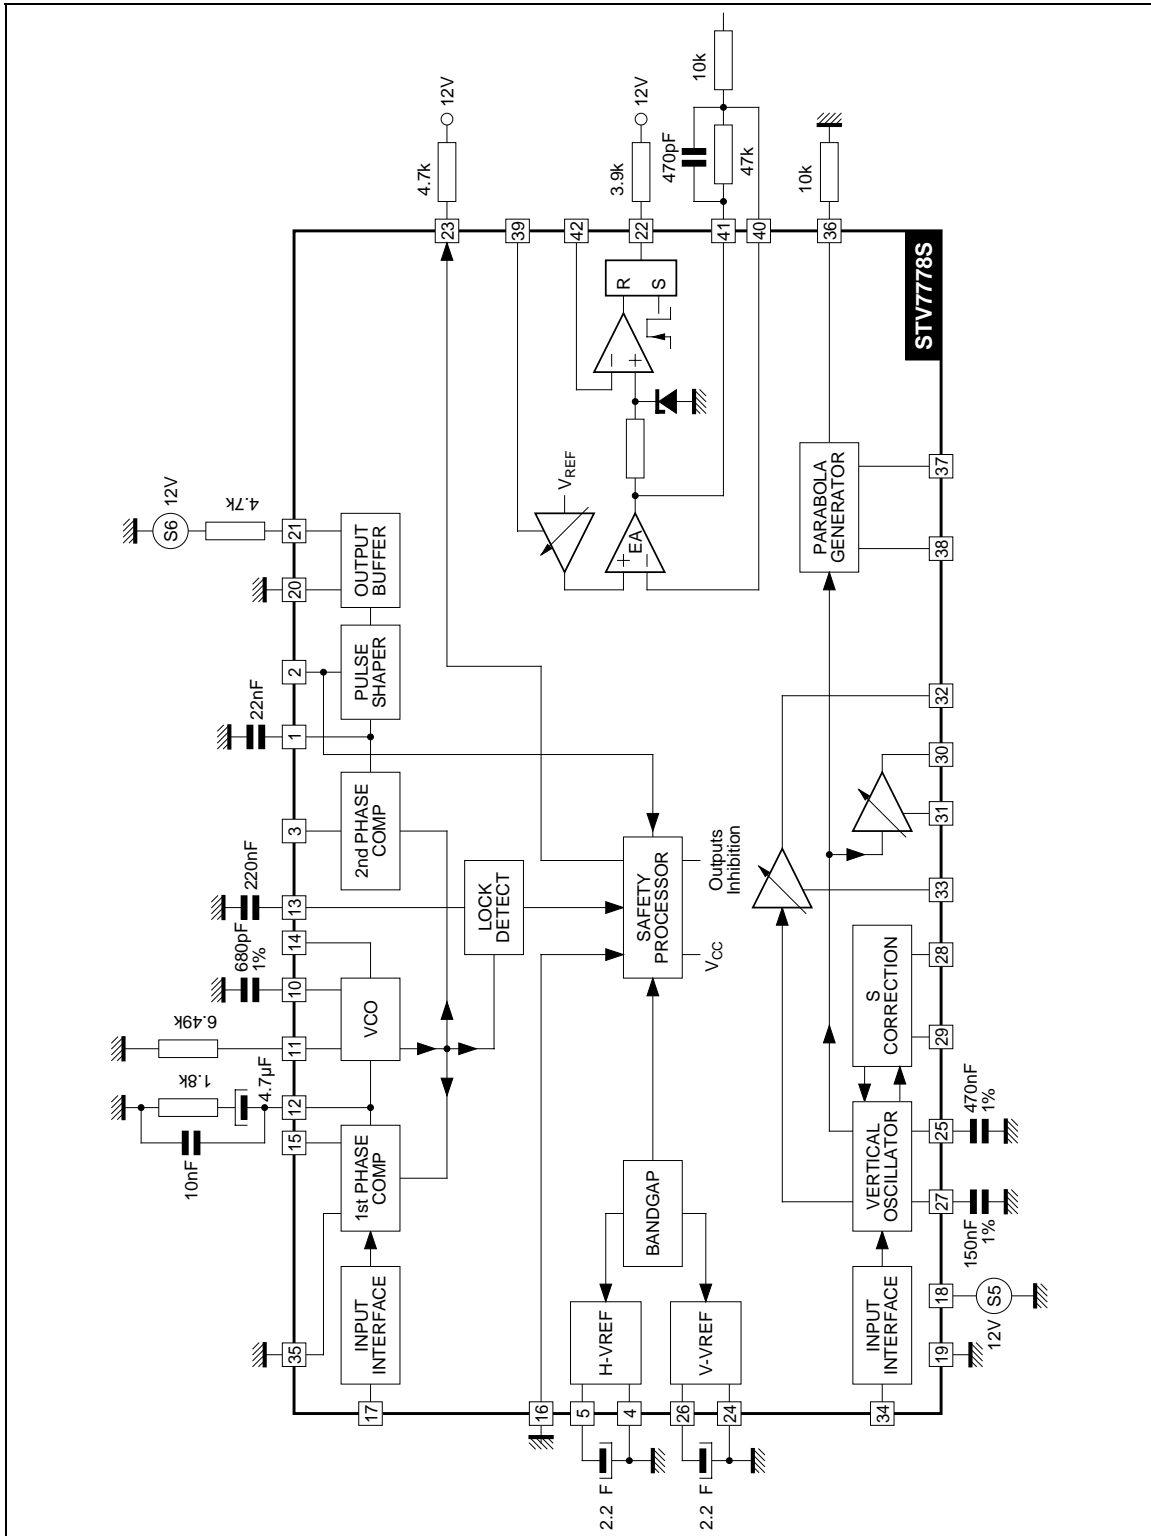 10nF
1.8k
4.7µF
6.49k
680pF
1%
220nF
22nF
4.7k
S6
12V
4.7k
12V
3.9k
12V
470pF
47k
10k
10k
35
15
12
11
10
14
13
3
1
2
20
21
23
39
42
22
41
40
36
17
INPUT
INTERFACE
1st PHASE
COMP
VCO
2nd PHASE
COMP
PULSE
SHAPER
OUTPUT
BUFFER
LOCK
DETECT
16
5
4
26
24
34
2.2 F
2.2 F
H-VREF
V-VREF
BANDGAP
SAFETY
PROCESSOR
VCC
Outputs
Inhibition
VREF
EA
+
−
−
+
R
S
PARABOLA
GENERATOR
INPUT
INTERFACE
VERTICAL
OSCILLATOR
S
CORRECTION
STV7778S
19
18
27
25
29
28
33
31
30
32
38
37
12V
S5
150nF
1%
470nF
1%